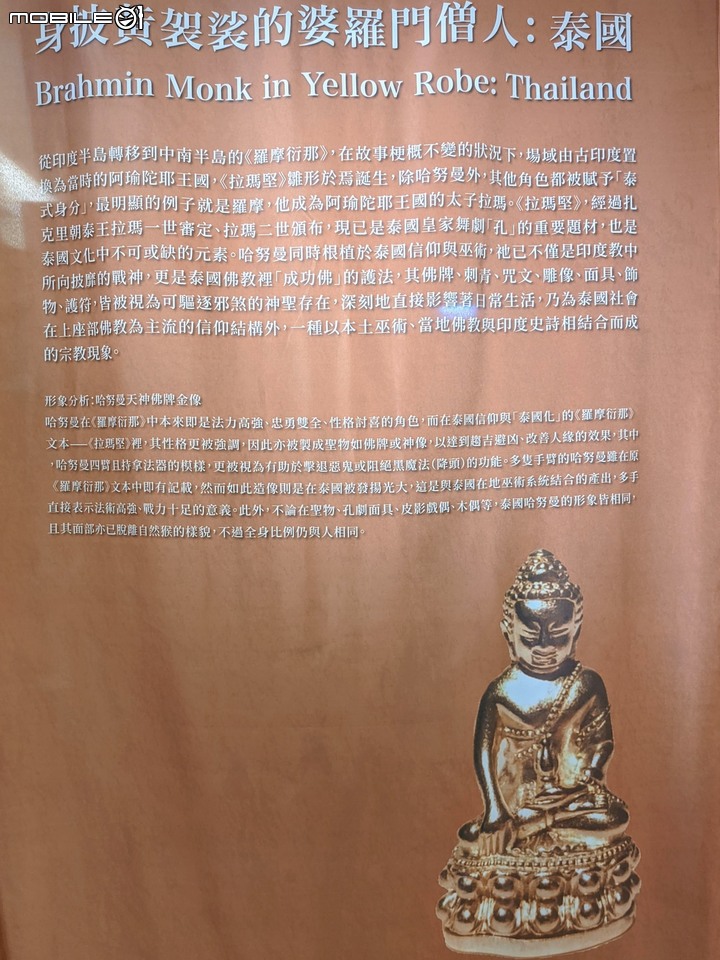 MOBILE01
身披黃袈裟的婆羅門僧人：泰國
Brahmin Monk in Yellow Robe: Thailand
從印度半島轉移到中南半島的《羅摩衍那》，在故事梗概不變的狀況下，場域由古印度置
換為當時的阿瑜陀耶王國，《拉瑪堅》雛形於焉誕生，除哈努曼外，其他角色都被賦予「泰
式身分」，最明顯的例子就是羅摩，他成為阿瑜陀耶王國的太子拉瑪。《拉瑪堅》，經過扎
克里朝泰王拉瑪一世審定、拉瑪二世頒布，現已是泰國皇家舞劇「孔」的重要題材，也是
泰國文化中不可或缺的元素。哈努曼同時根植於泰國信仰與巫術，祂已不僅是印度教中
所向披靡的戰神，更是泰國佛教裡「成功佛」的護法，其佛牌、刺青、咒文、雕像、面具、飾
物、護符，皆被視為可驅逐邪煞的神聖存在，深刻地直接影響著日常生活，乃為泰國社會
在上座部佛教為主流的信仰結構外，一種以本土巫術、當地佛教與印度史詩相結合而成
的宗教現象。
形象分析：哈努曼天神佛牌金像
哈努曼在《羅摩衍那》中本來即是法力高強、忠勇雙全、性格討喜的角色，而在泰國信仰與「泰國化」的《羅摩衍那》
文本——《拉瑪堅》裡，其性格更被強調，因此亦被製成聖物如佛牌或神像，以達到趨吉避凶、改善人緣的效果，其中
，哈努曼四臂且持拿法器的模樣，更被視為有助於擊退惡鬼或阻絕黑魔法（降頭）的功能。多隻手臂的哈努曼雖在原
《羅摩衍那》文本中即有記載，然而如此造像則是在泰國被發揚光大，這是與泰國在地巫術系統結合的產出，多手
直接表示法術高強、戰力十足的意義。此外，不論在聖物、孔劇面具、皮影戲偶、木偶等，泰國哈努曼的形象皆相同，
且其面部亦已脫離自然猴的樣貌，不過全身比例仍與人相同。